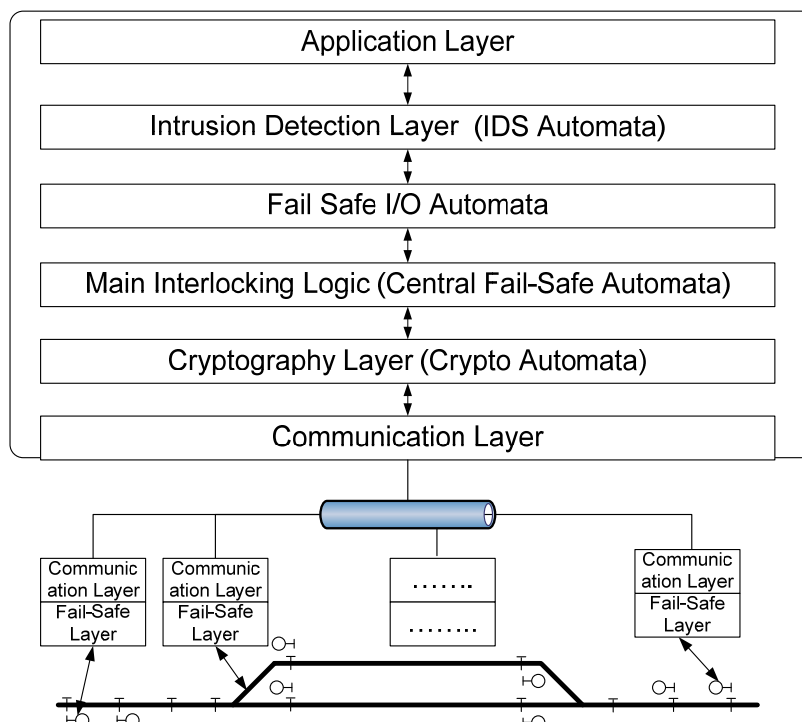 Application Layer
Intrusion Detection Layer (IDS Automata)
Fail Safe I/O Automata
Main Interlocking Logic (Central Fail-Safe Automata)
Cryptography Layer (Crypto Automata)
Communication Layer
Communic
ation Layer
Fail-Safe
Layer
Communic
ation Layer
Fail-Safe
Layer
.......
........
Communic
ation Layer
Fail-Safe
Layer